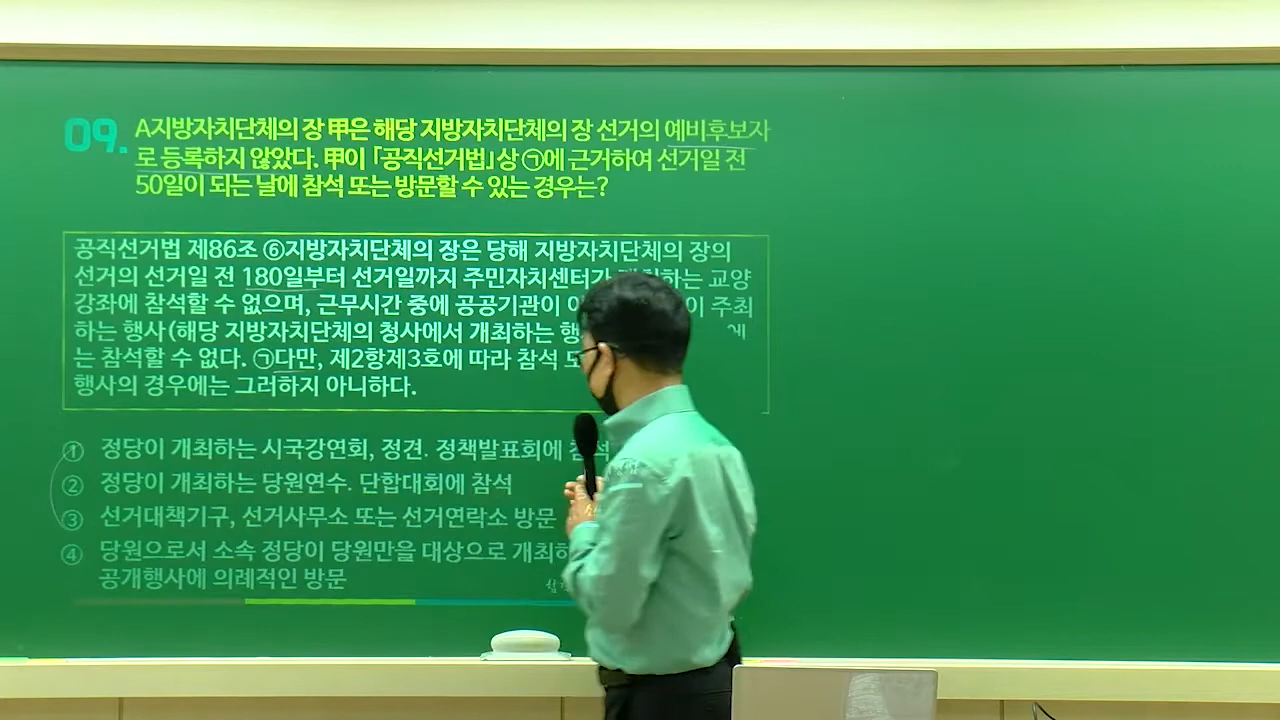 09.
A지방자치단체의 장 甲은 해당 지방자치단체의 장 선거의 예비후보자
로 등록하지 않았다. 甲이 「공직선거법」상 ㉠에 근거하여 선거일 전
50일이 되는 날에 참석 또는 방문할 수 있는 경우는?
공직선거법 제86조 ⑥지방자치단체의 장은 당해 지방자치단체의 장의
선거의 선거일 전 180일부터 선거일까지 주민자치센터가 하는 교양
강좌에 참석할 수 없으며, 근무시간 중에 공공기관이 이 주최
하는 행사(해당 지방자치단체의 청사에서 개최하는 행 에
는 참석할 수 없다. ㉠다만, 제2항제3호에 따라 참석
행사의 경우에는 그러하지 아니하다.
① 정당이 개최하는 시국강연회, 정견. 정책발표회에 참석
② 정당이 개최하는 당원연수. 단합대회에 참석
③ 선거대책기구, 선거사무소 또는 선거연락소 방문
④ 당원으로서 소속 정당이 당원만을 대상으로 개최하
공개행사에 의례적인 방문